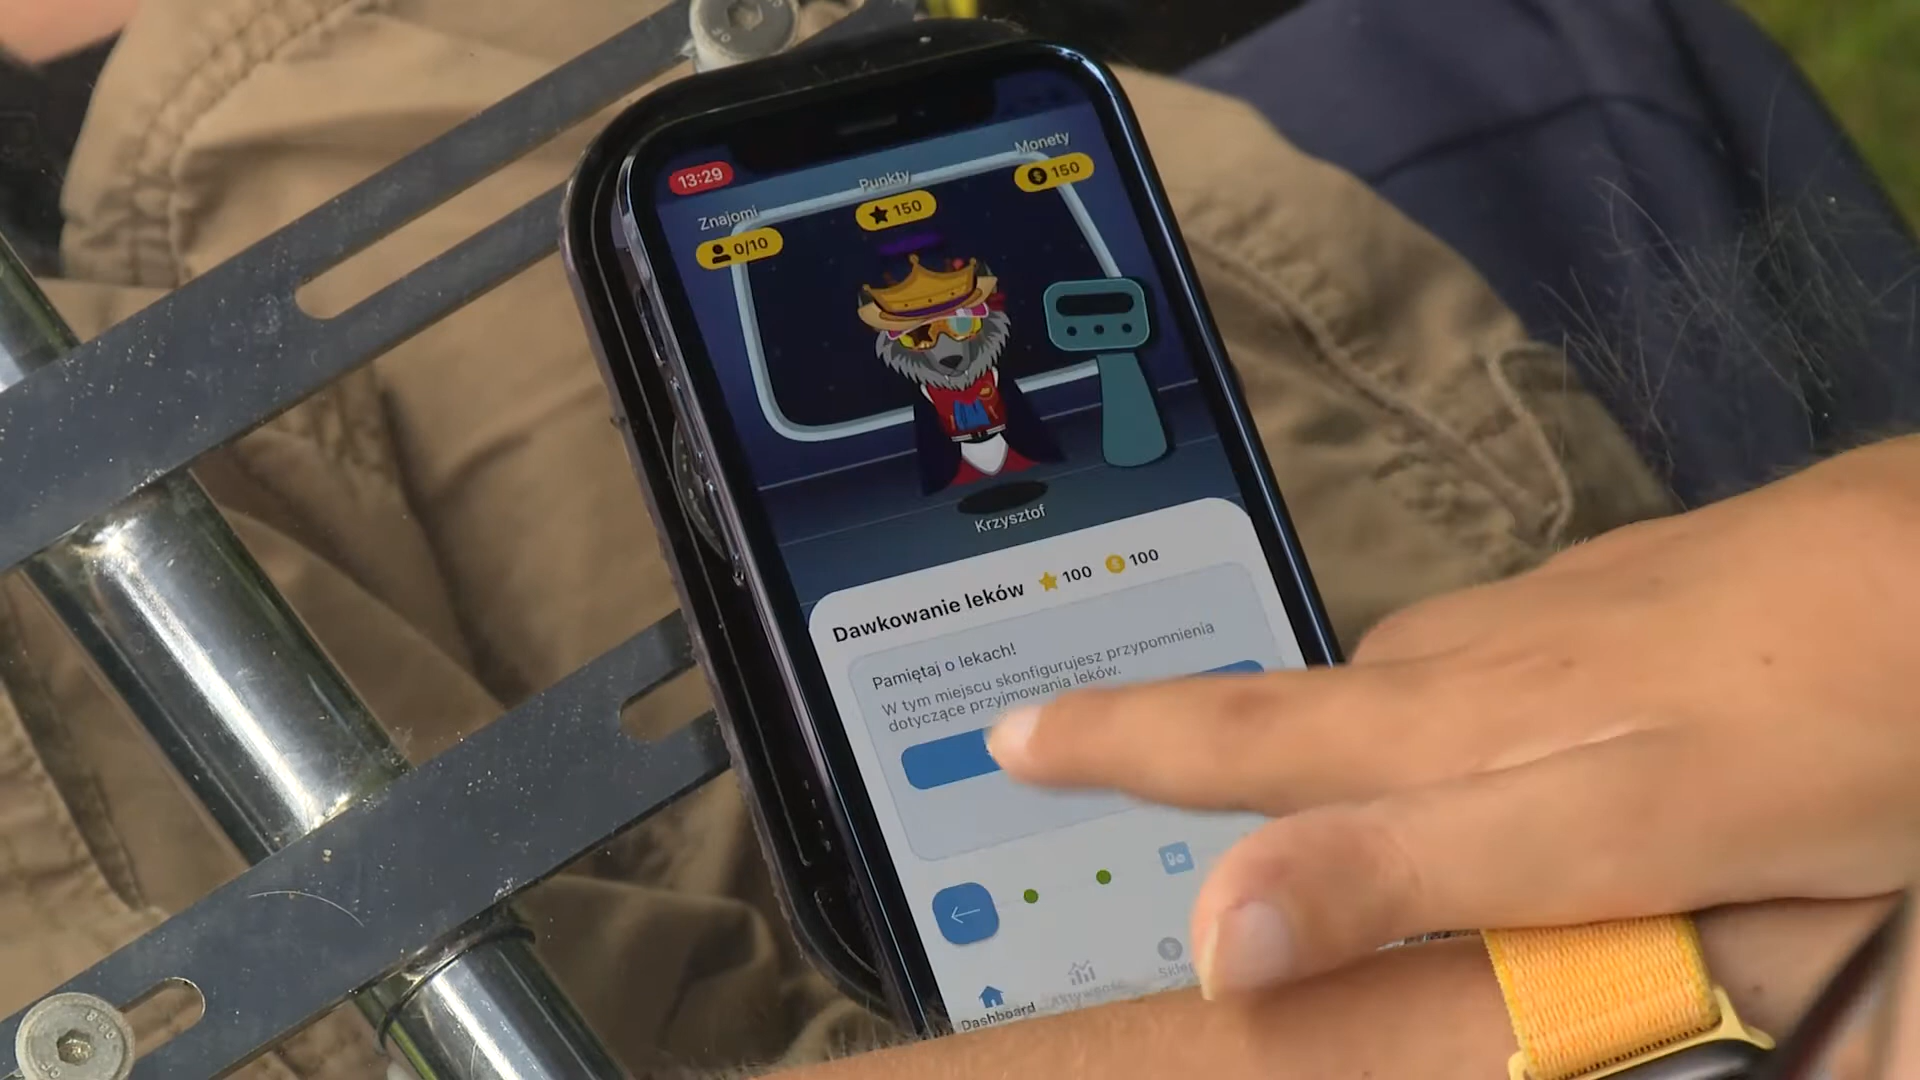 13:29
Znajomi
0/10
Punkty
150
Monety
150
Krzysztof
Dawkowanie leków 100 100
Pamiętaj o lekach!
W tym miejscu skonfigurujesz przypomnienia
dotyczące przyjmowania leków.
Dashboard